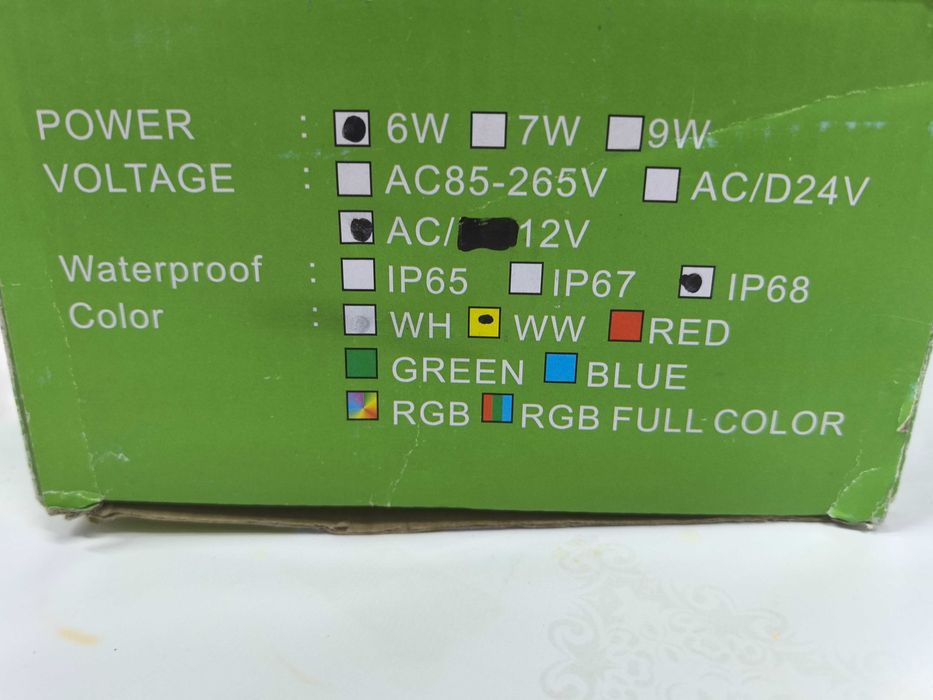 POWER : 6W 7W 9W
VOLTAGE : AC85-265V AC/D24V
AC/ 12V
Waterproof : IP65 IP67 IP68
Color : WH WW RED
GREEN BLUE
RGB RGB FULL COLOR